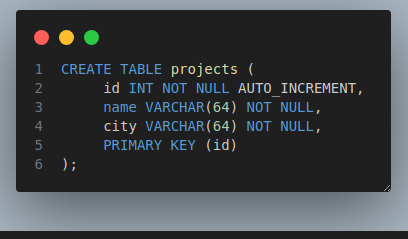 1 CREATE TABLE projects (
2 id INT NOT NULL AUTO_INCREMENT,
3 name VARCHAR(64) NOT NULL,
4 city VARCHAR(64) NOT NULL,
5 PRIMARY KEY (id)
6 );